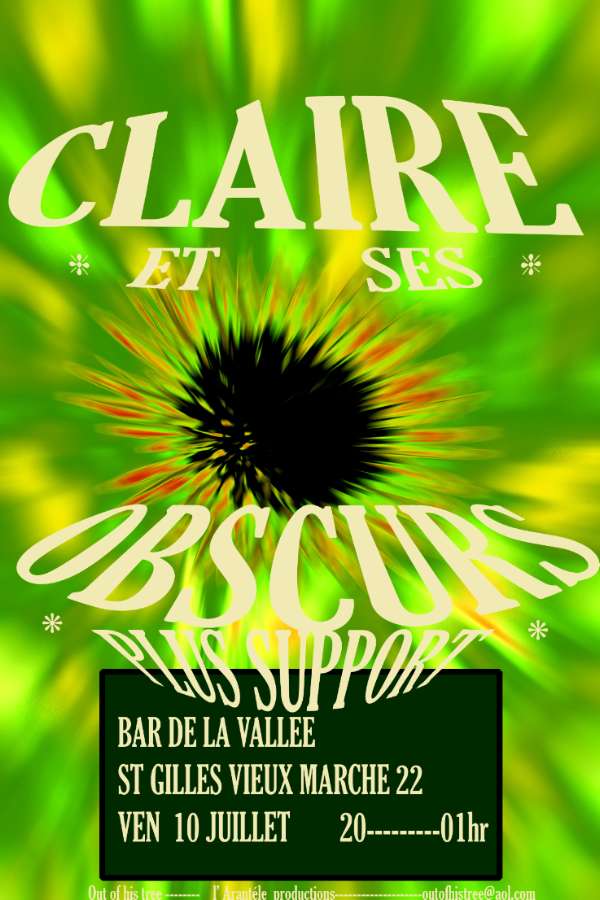 CLAIRE
ET SES
OBSCURS
PLUS SUPPORT
BAR DE LA VALLEE
ST GILLES VIEUX MARCHE 22
VEN 10 JUILLET 20---------01hr
Out of his tree -------- l' Arantéle productions--------------------outofhistree@aol.com